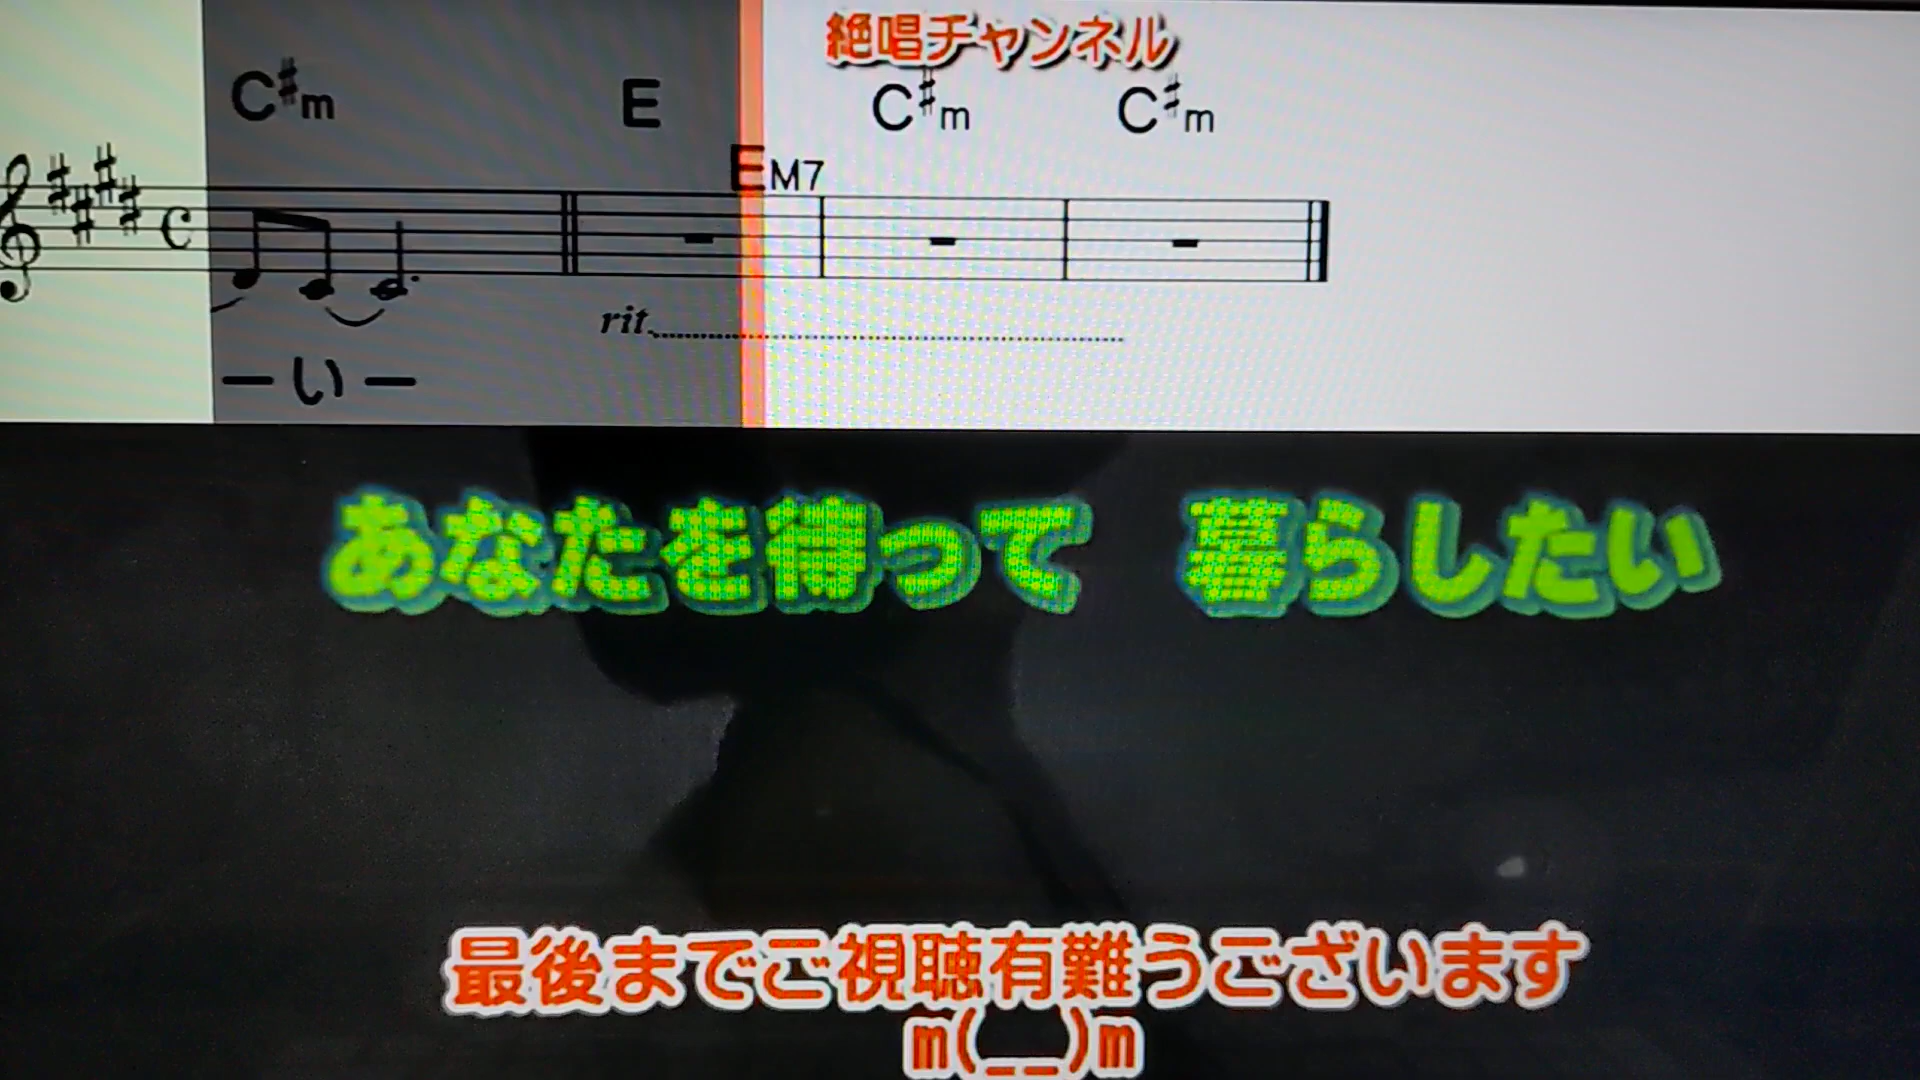 絶唱チャンネル
C♯m E C♯m C♯m
EM7
rit.
ーいー
あなたを待って 暮らしたい
最後までご視聴有難うございます
m(__)m